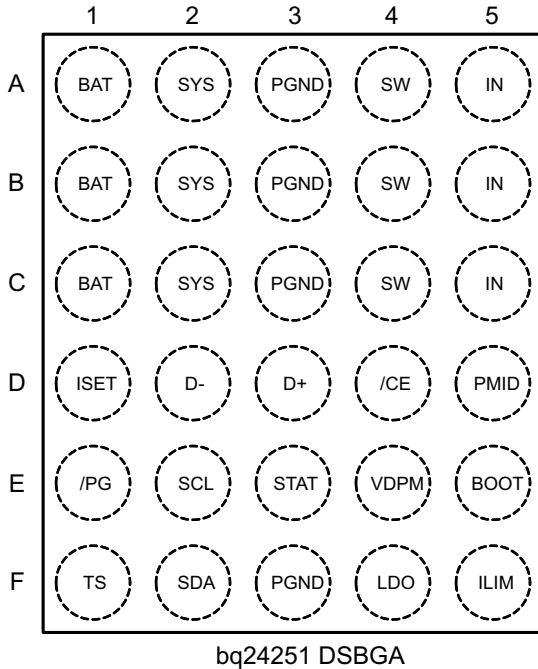 1 2 3 4 5
A BAT SYS PGND SW IN
B BAT SYS PGND SW IN
C BAT SYS PGND SW IN
D ISET D- D+ /CE PMID
E /PG SCL STAT VDPM BOOT
F TS SDA PGND LDO ILIM
bq24251 DSBGA